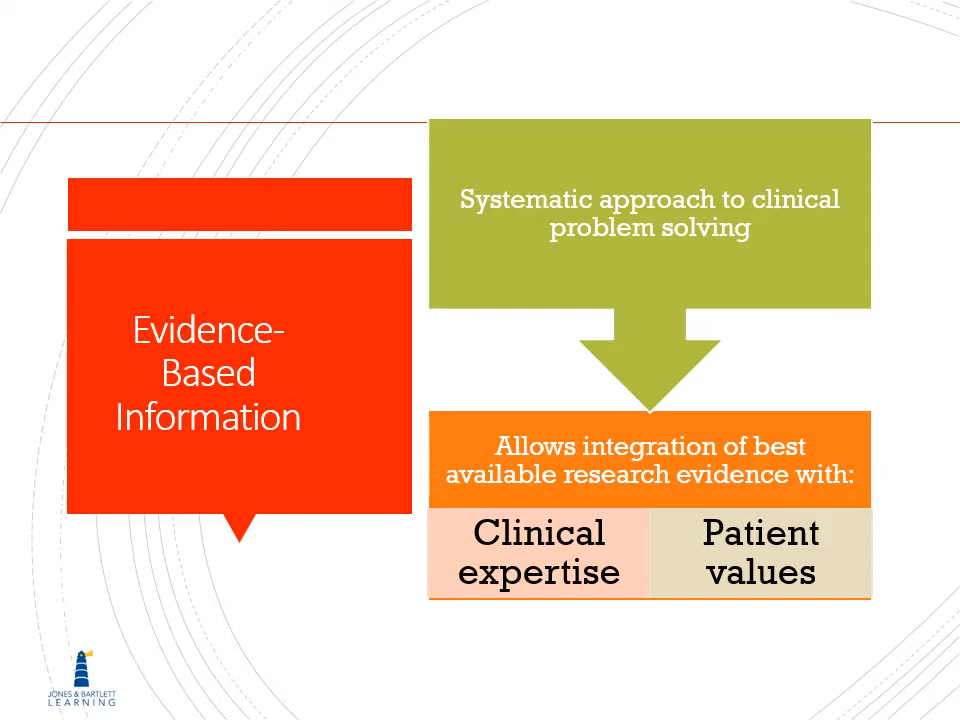 Evidence-
Based
Information
Systematic approach to clinical
problem solving
Allows integration of best
available research evidence with:
Clinical
expertise
Patient
values
JONES & BARTLETT
LEARNING